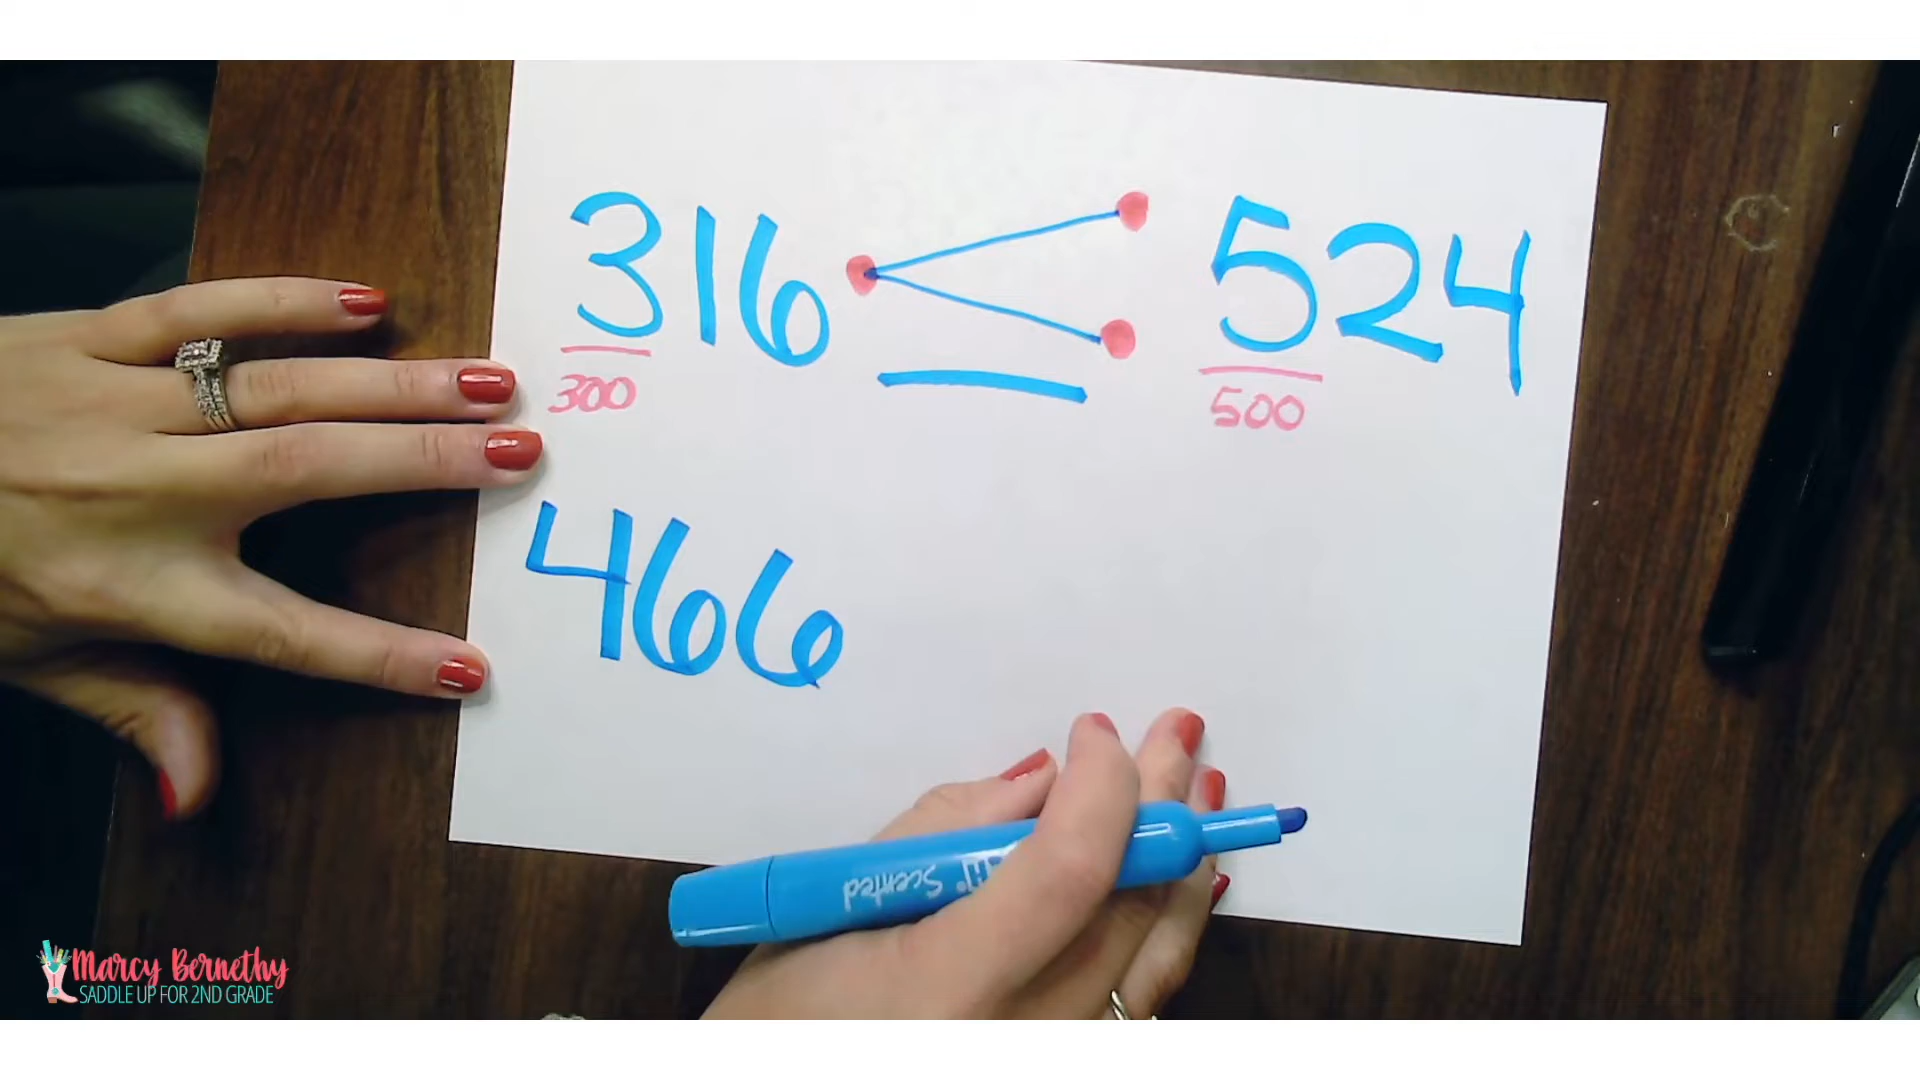 316 < 524
300 500
466
Scented
Marcy Bernethy
SADDLE UP FOR 2ND GRADE